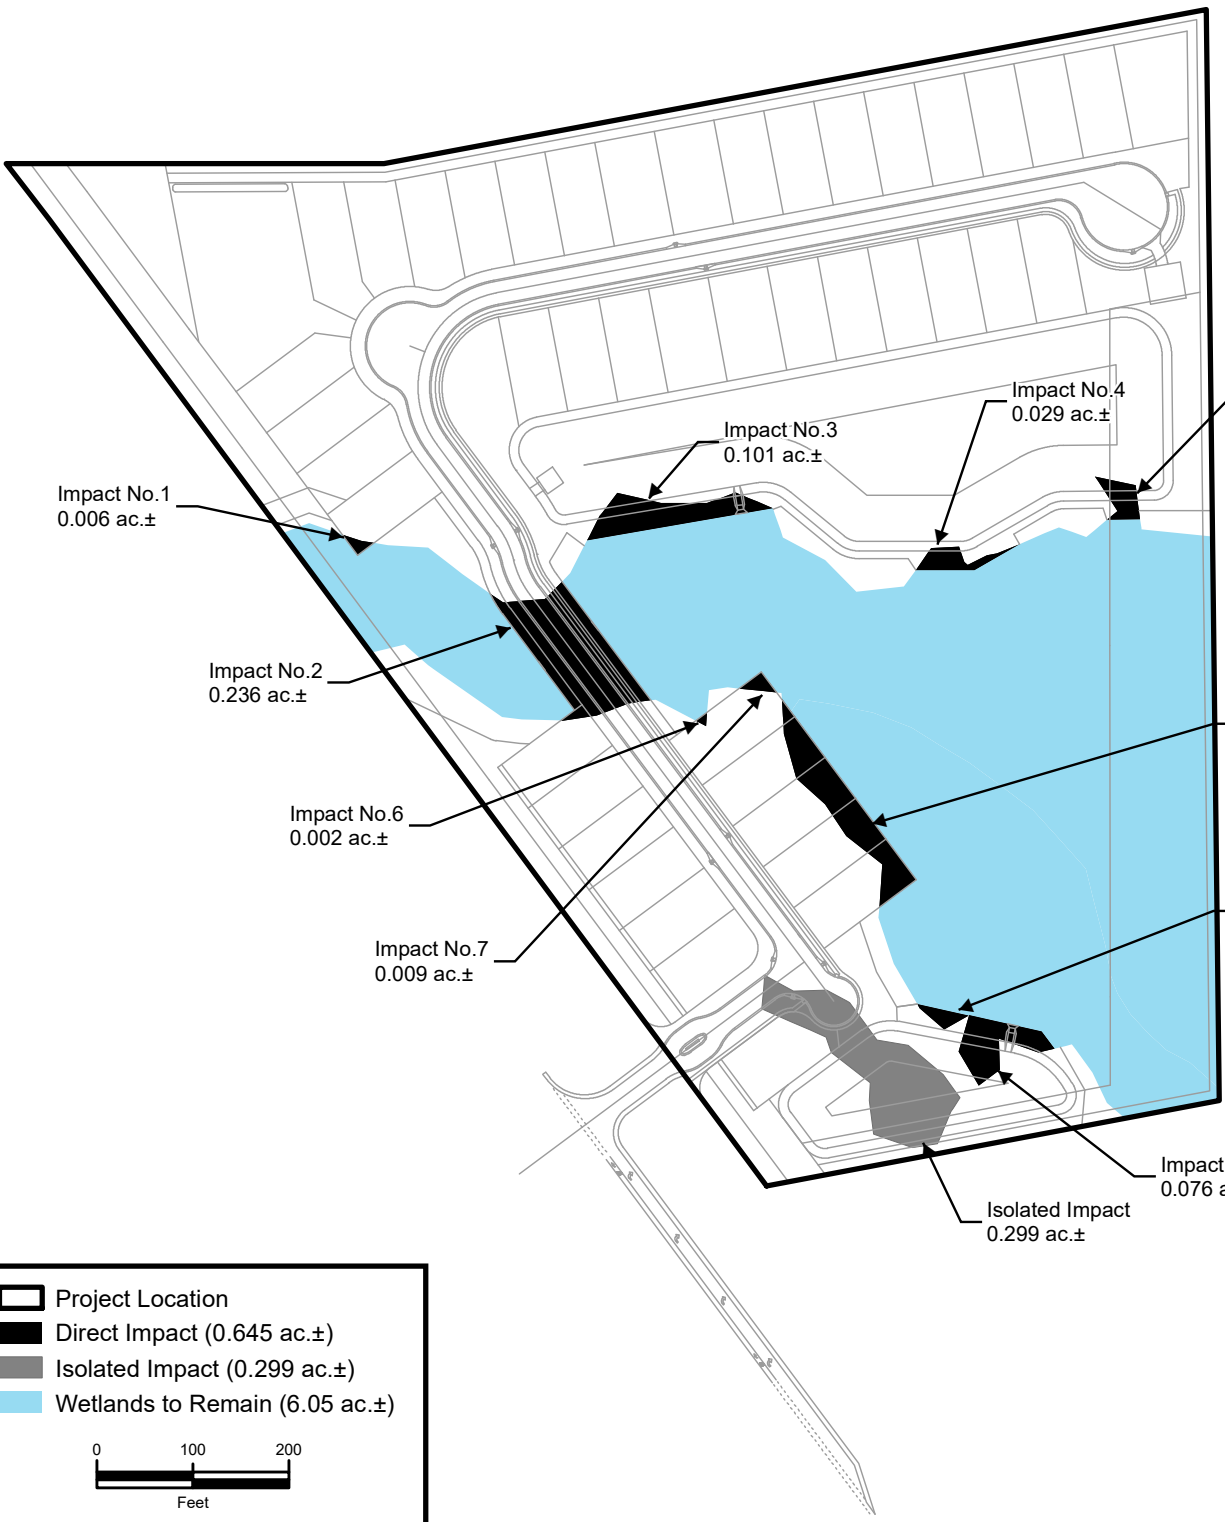 Impact No.4
0.029 ac.±
Impact No.3
0.101 ac.±
Impact No.1
0.006 ac.±
Impact No.2
0.236 ac.±
Impact No.6
0.002 ac.±
Impact No.7
0.009 ac.±
Impact
0.076
Isolated Impact
0.299 ac.±
Project Location
Direct Impact (0.645 ac.±)
Isolated Impact (0.299 ac.±)
Wetlands to Remain (6.05 ac.±)
0 100 200
Feet